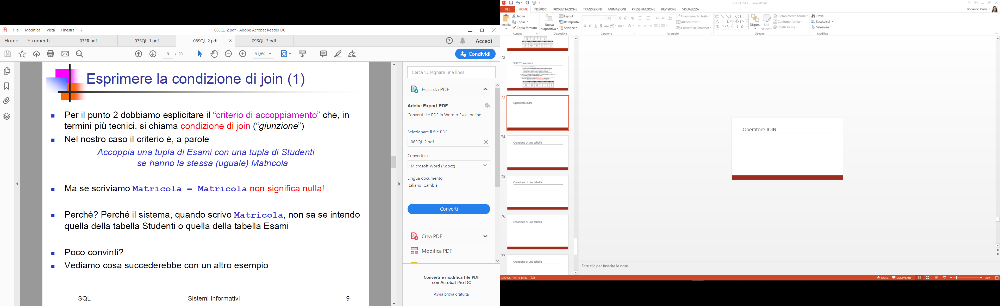 08SQL-2.pdf - Adobe Acrobat Reader DC
File Modifica Vista Finestra ?
Home Strumenti 03ER.pdf 07SQL-1.pdf 08SQL-2.pdf × 09SQL-3.pdf Accedi
9 / 20 91,8% Condividi
Esprimere la condizione di join (1)
Per il punto 2 dobbiamo esplicitare il “criterio di accoppiamento” che, in
termini più tecnici, si chiama condizione di join (“giunzione”)
Nel nostro caso il criterio è, a parole
Accoppia una tupla di Esami con una tupla di Studenti
se hanno la stessa (uguale) Matricola
Ma se scriviamo Matricola = Matricola non significa nulla!
Perché? Perché il sistema, quando scrivo Matricola, non sa se intendo
quella della tabella Studenti o quella della tabella Esami
Poco convinti?
Vediamo cosa succederebbe con un altro esempio
SQL Sistemi Informativi 9
Cerca 'Disegnare una linea'
Esporta PDF
Adobe Export PDF
Converti file PDF in Word o Excel online
Selezionare il file PDF
08SQL-2.pdf
Converti in
Microsoft Word (*.docx)
Lingua documento:
Italiano Cambia
Converti
Crea PDF
Modifica PDF
Converti e modifica file PDF
con Acrobat Pro DC
Avvia prova gratuita
CORSO SQL - PowerPoint
FILE HOME INSERISCI PROGETTAZIONE TRANSIZIONI ANIMAZIONI PRESENTAZIONE REVISIONE VISUALIZZA Bonanno Daria
Incolla
Taglia
Copia
Copia formato
Appunti
Nuova
diapositiva
Layout
Reimposta
Sezione
Diapositive
48
G C S S abc AV Aa A
Carattere
Orientamento testo
Allinea testo
Converti in SmartArt
Paragrafo
Disponi
Stili
veloci
Riempimento forma
Contorno forma
Effetti forma
Disegno
Trova
Sostituisci
Seleziona
Modifica
72
SELECT avanzate
73
Operatore JOIN
74
Creazione di una tabella
75
Creazione di una tabella
76
Creazione di una tabella
77
Creazione di una tabella
Operatore JOIN
Fare clic per inserire le note
DIAPOSITIVA 73 DI 82 NOTE COMMENTI 33%